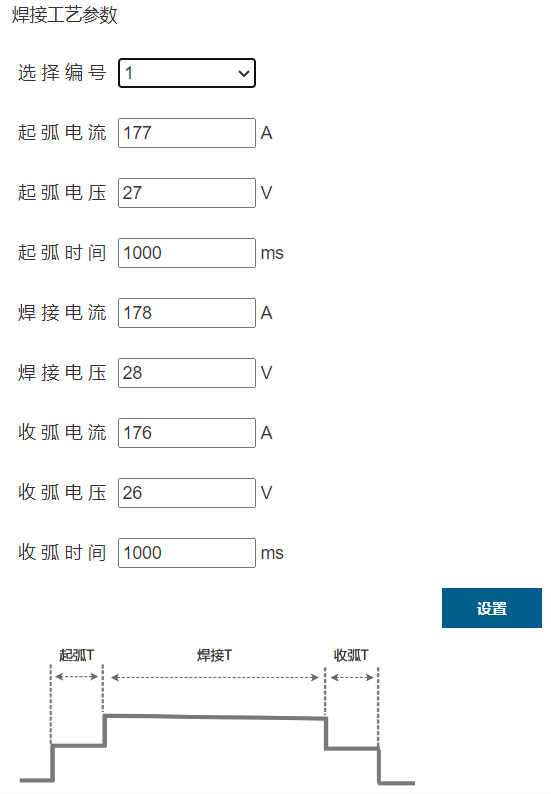 焊接工艺参数
选择编号 1
起弧电流 177 A
起弧电压 27 V
起弧时间 1000 ms
焊接电流 178 A
焊接电压 28 V
收弧电流 176 A
收弧电压 26 V
收弧时间 1000 ms
设置
起弧T 焊接T 收弧T